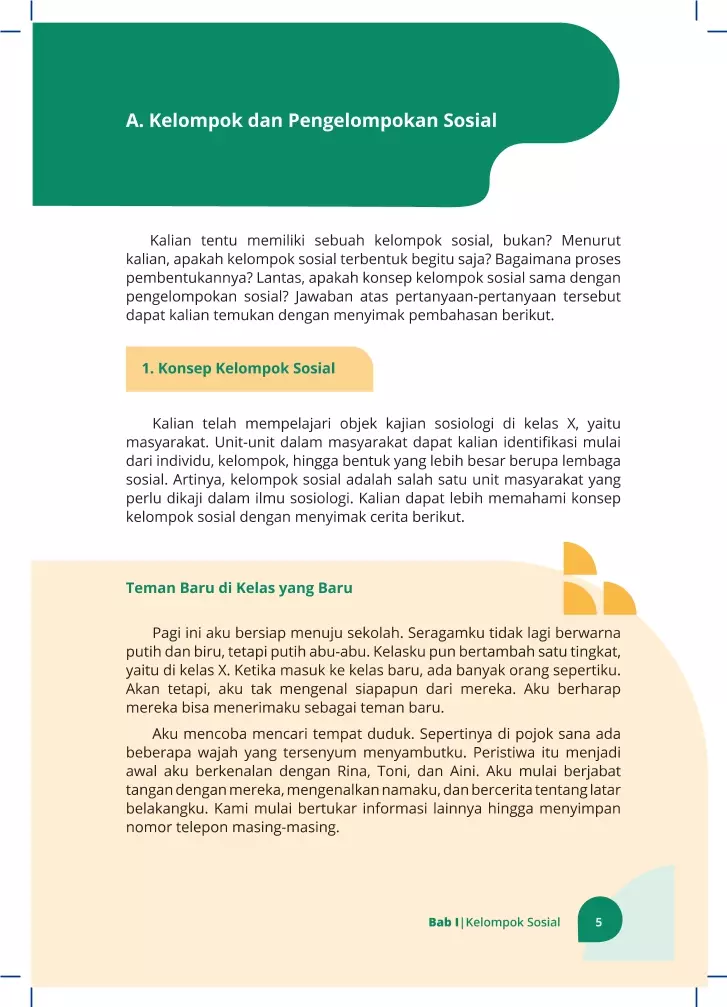 A. Kelompok dan Pengelompokan Sosial
Kalian tentu memiliki sebuah kelompok sosial, bukan? Menurut
kalian, apakah kelompok sosial terbentuk begitu saja? Bagaimana proses
pembentukannya? Lantas, apakah konsep kelompok sosial sama dengan
pengelompokan sosial? Jawaban atas pertanyaan-pertanyaan tersebut
dapat kalian temukan dengan menyimak pembahasan berikut.
1. Konsep Kelompok Sosial
Kalian telah mempelajari objek kajian sosiologi di kelas X, yaitu
masyarakat. Unit-unit dalam masyarakat dapat kalian identifikasi mulai
dari individu, kelompok, hingga bentuk yang lebih besar berupa lembaga
sosial. Artinya, kelompok sosial adalah salah satu unit masyarakat yang
perlu dikaji dalam ilmu sosiologi. Kalian dapat lebih memahami konsep
kelompok sosial dengan menyimak cerita berikut.
Teman Baru di Kelas yang Baru
Pagi ini aku bersiap menuju sekolah. Seragamku tidak lagi berwarna
putih dan biru, tetapi putih abu-abu. Kelasku pun bertambah satu tingkat,
yaitu di kelas X. Ketika masuk ke kelas baru, ada banyak orang sepertiku.
Akan tetapi, aku tak mengenal siapapun dari mereka. Aku berharap
mereka bisa menerimaku sebagai teman baru.
Aku mencoba mencari tempat duduk. Sepertinya di pojok sana ada
beberapa wajah yang tersenyum menyambutku. Peristiwa itu menjadi
awal aku berkenalan dengan Rina, Toni, dan Aini. Aku mulai berjabat
tangan dengan mereka, mengenalkan namaku, dan bercerita tentang latar
belakangku. Kami mulai bertukar informasi lainnya hingga menyimpan
nomor telepon masing-masing.
Bab I|Kelompok Sosial 5